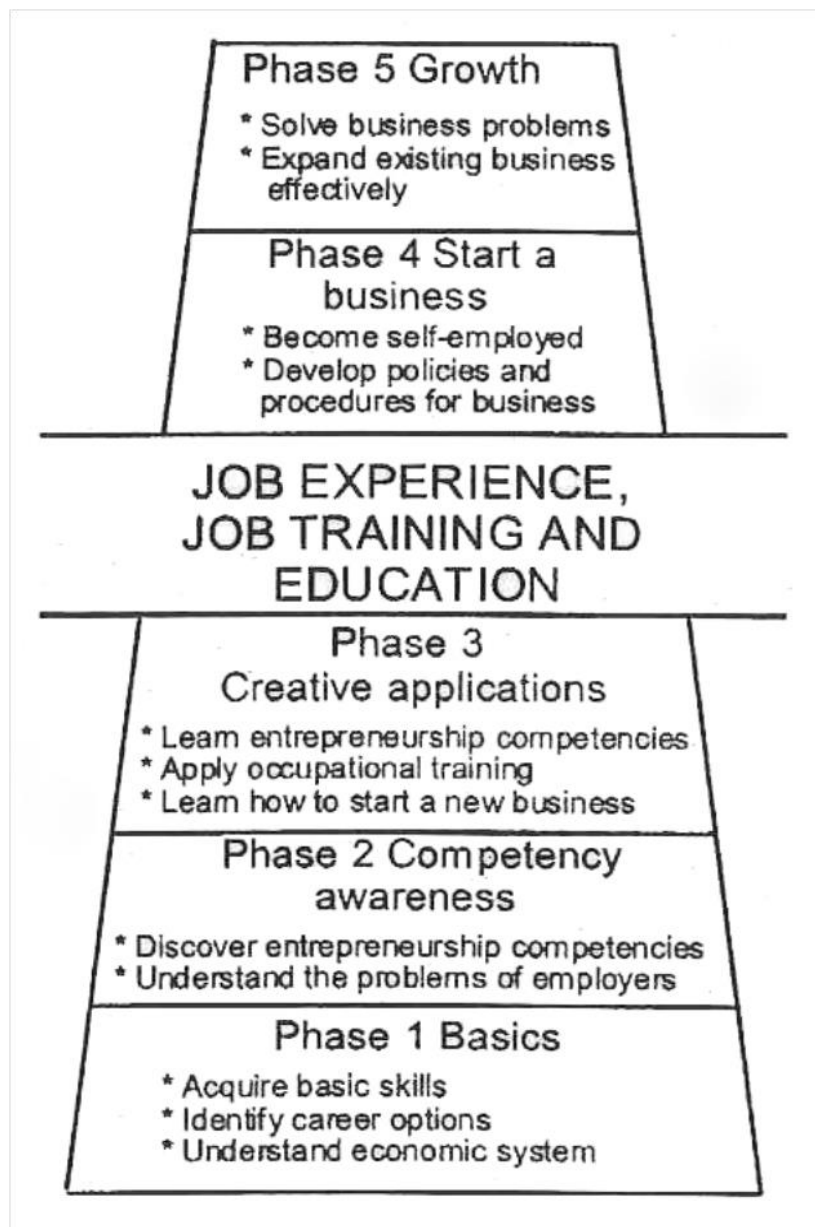 Phase 5 Growth
* Solve business problems
* Expand existing business
effectively
Phase 4 Start a
business
* Become self-employed
* Develop policies and
procedures for business
JOB EXPERIENCE,
JOB TRAINING AND
EDUCATION
Phase 3
Creative applications
* Learn entrepreneurship competencies
* Apply occupational training
* Learn how to start a new business
Phase 2 Competency
awareness
* Discover entrepreneurship competencies
* Understand the problems of employers
Phase 1 Basics
* Acquire basic skills
* Identify career options
* Understand economic system